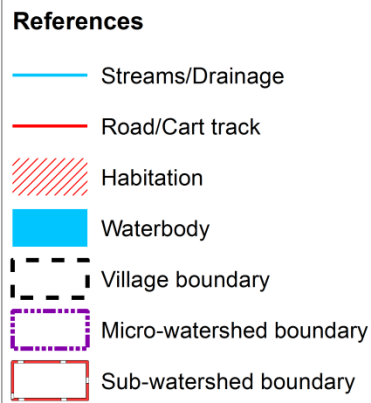 References
Streams/Drainage
Road/Cart track
Habitation
Waterbody
Village boundary
Micro-watershed boundary
Sub-watershed boundary